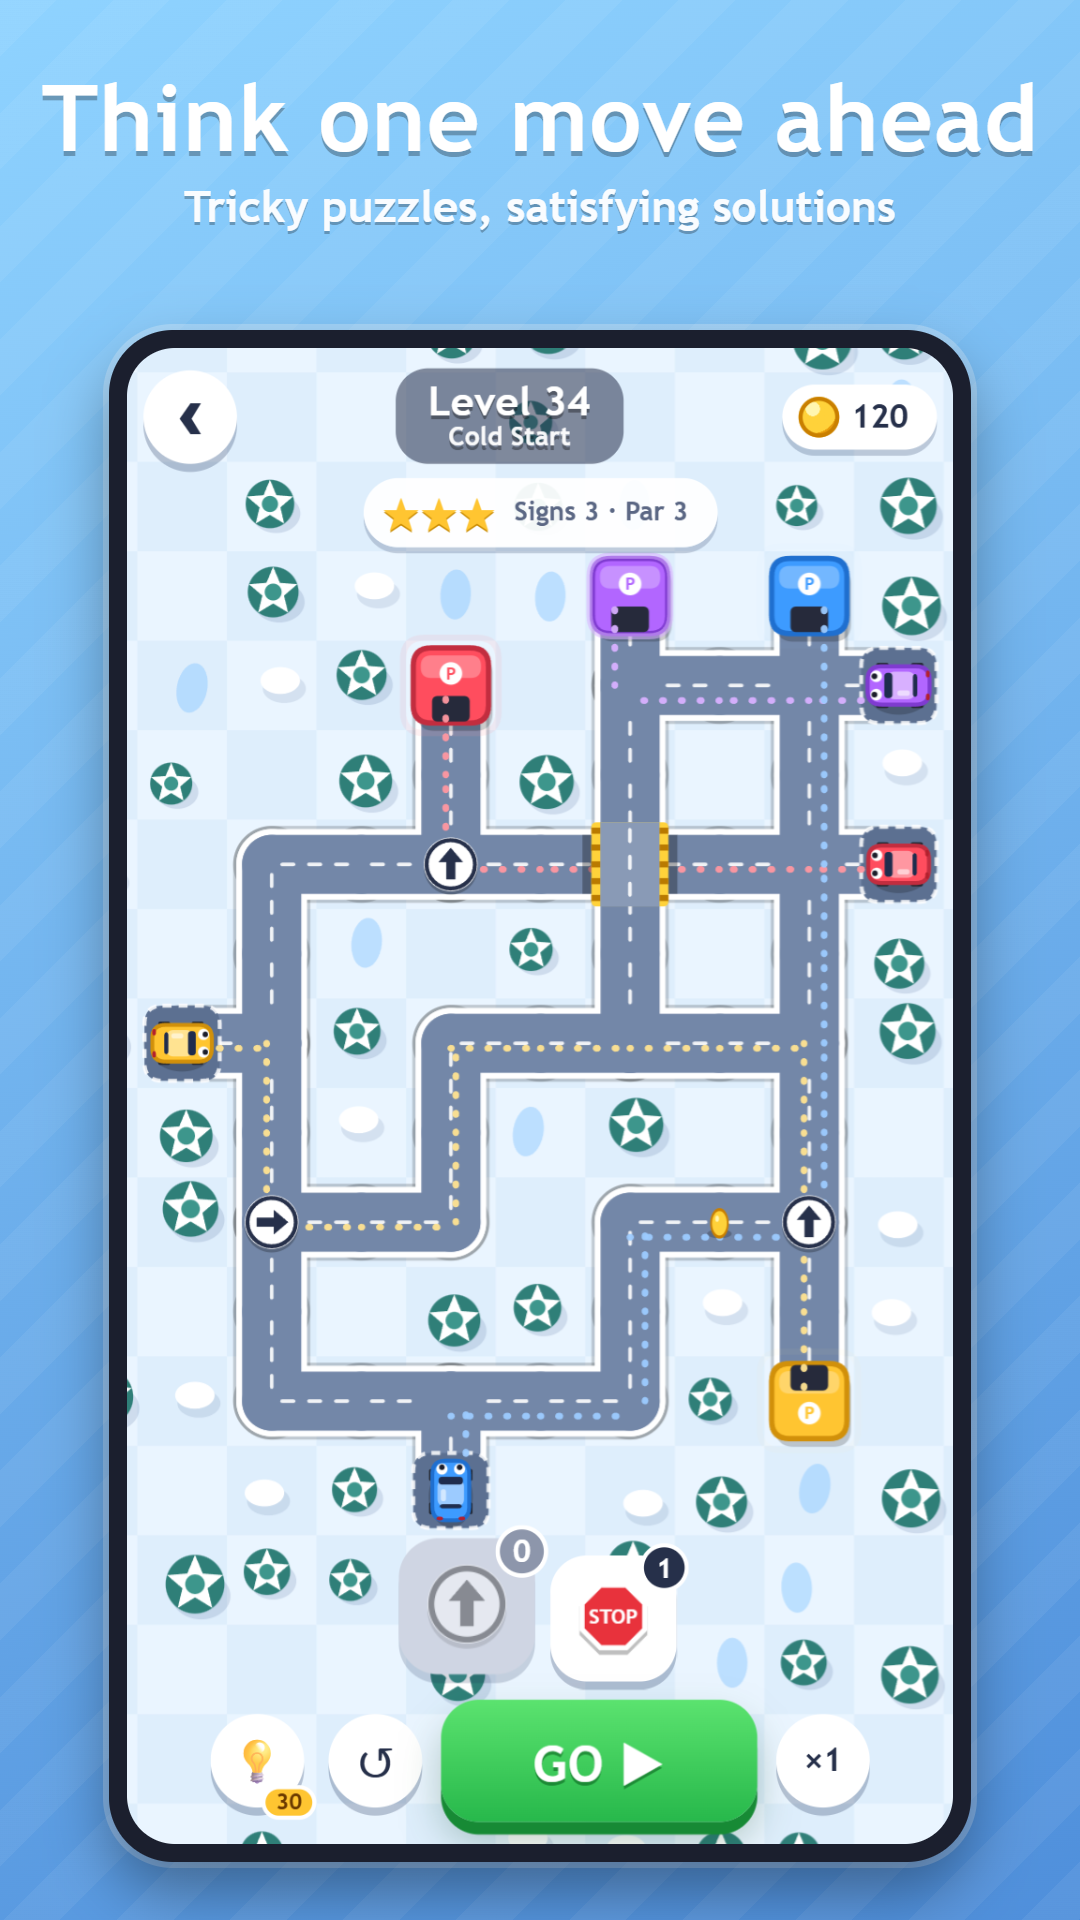 Think one move ahead
Tricky puzzles, satisfying solutions
Level 34
Cold Start
120
Signs 3 · Par 3
P
P
P
P
0
1
STOP
GO
×1
30